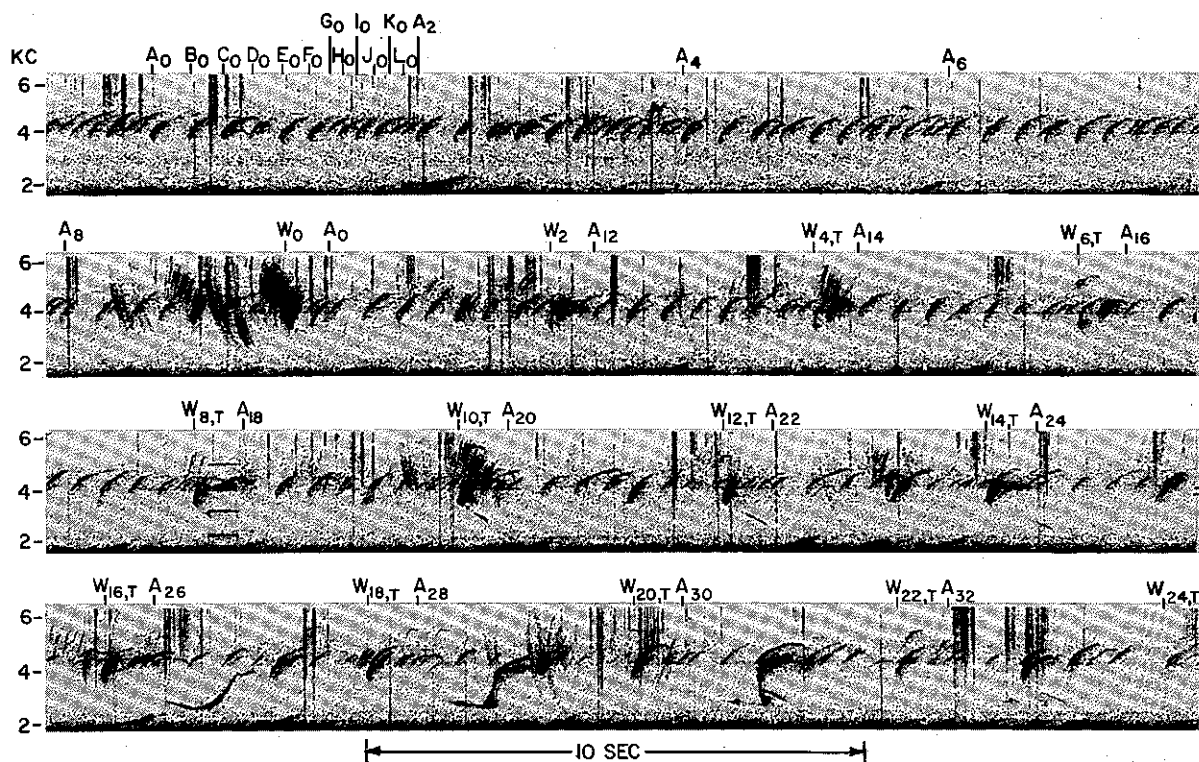 G₀ I₀ K₀ A₂
KC A₀ B₀ C₀ D₀ E₀ F₀ H₀ J₀ L₀ A₄ A₆
6
4
2
A₈ W₀ A₀ W₂ A₁₂ W₄,T A₁₄ W₆,T A₁₆
6
4
2
W₈,T A₁₈ W₁₀,T A₂₀ W₁₂,T A₂₂ W₁₄,T A₂₄
6
4
2
W₁₆,T A₂₆ W₁₈,T A₂₈ W₂₀,T A₃₀ W₂₂,T A₃₂ W₂₄,T
6
4
2
10 SEC